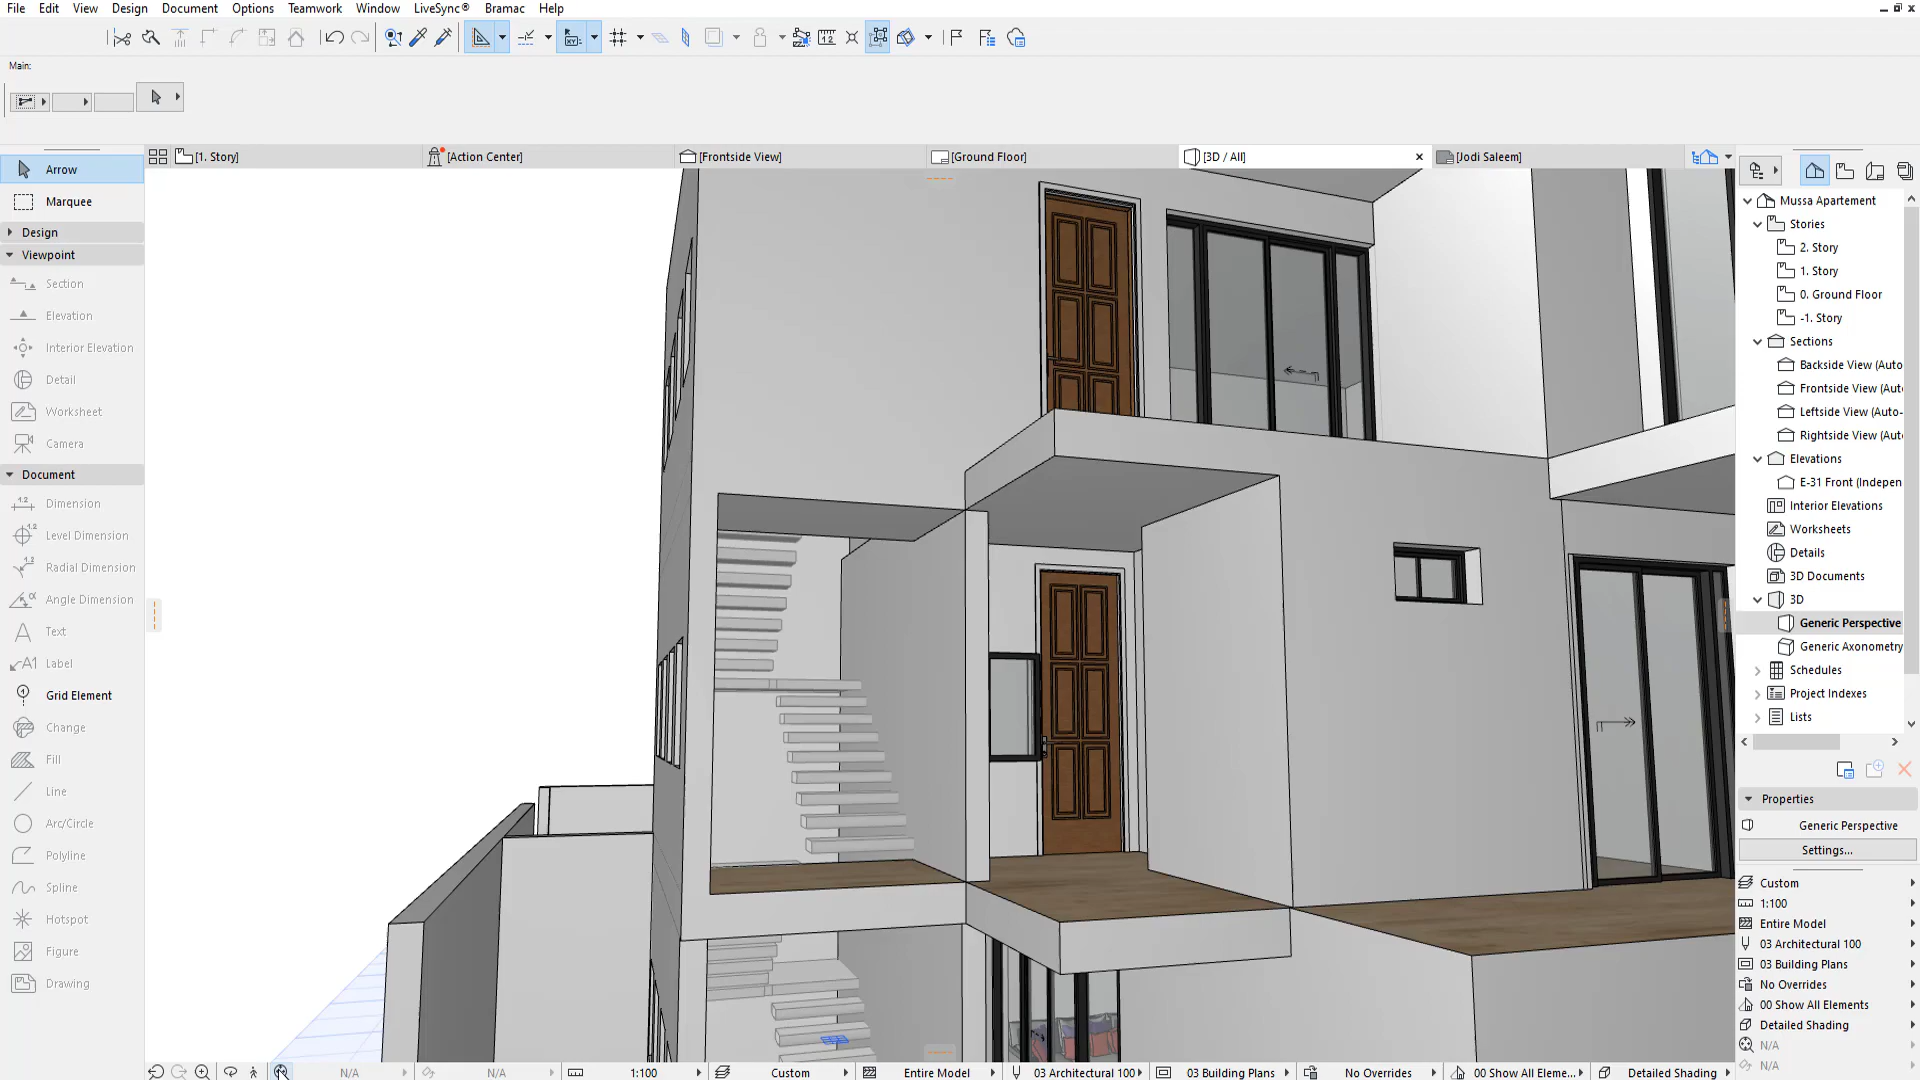 File Edit View Design Document Options Teamwork Window LiveSync® Bramac Help
Main:
[1. Story] [Action Center] [Frontside View] [Ground Floor] [3D / All] [Jodi Saleem]
Arrow
Marquee
Design
Viewpoint
Section
Elevation
Interior Elevation
Detail
Worksheet
Camera
Document
Dimension
Level Dimension
Radial Dimension
Angle Dimension
Text
Label
Grid Element
Change
Fill
Line
Arc/Circle
Polyline
Spline
Hotspot
Figure
Drawing
Mussa Apartement
Stories
2. Story
1. Story
0. Ground Floor
-1. Story
Sections
Backside View (Auto
Frontside View (Aut
Leftside View (Auto-
Rightside View (Aut
Elevations
E-31 Front (Indepen
Interior Elevations
Worksheets
Details
3D Documents
3D
Generic Perspective
Generic Axonometry
Schedules
Project Indexes
Lists
Properties
Generic Perspective
Settings...
Custom
1:100
Entire Model
03 Architectural 100
03 Building Plans
No Overrides
00 Show All Elements
Detailed Shading
N/A
N/A
N/A N/A 1:100 Custom Entire Model 03 Architectural 100 03 Building Plans No Overrides 00 Show All Eleme... Detailed Shading